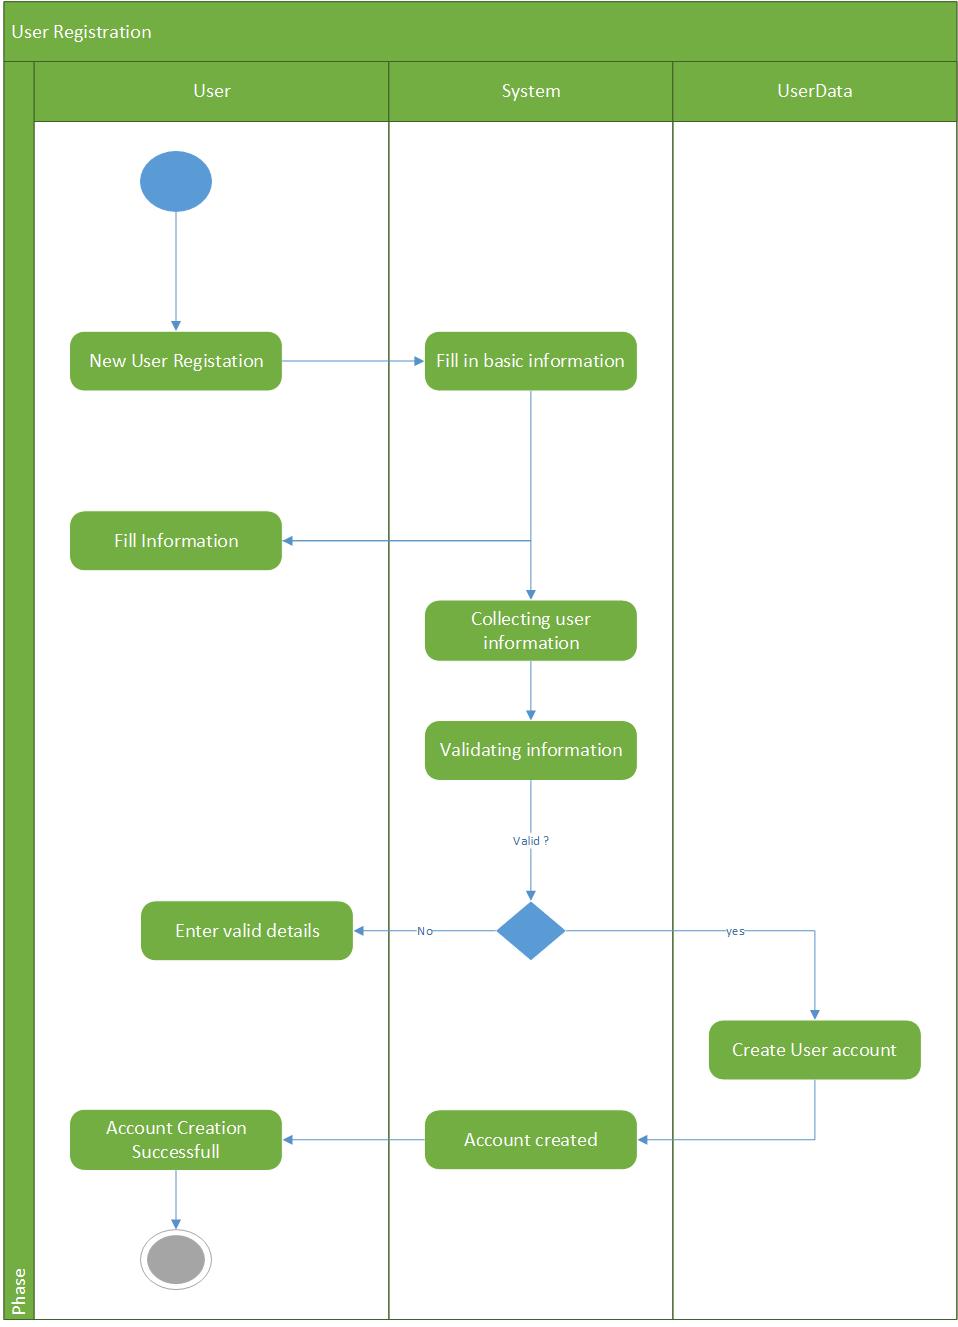 User Registration
User
System
UserData
New User Registation
Fill in basic information
Fill Information
Collecting user
information
Validating information
Valid ?
Enter valid details
No
yes
Create User account
Account Creation
Successfull
Account created
Phase